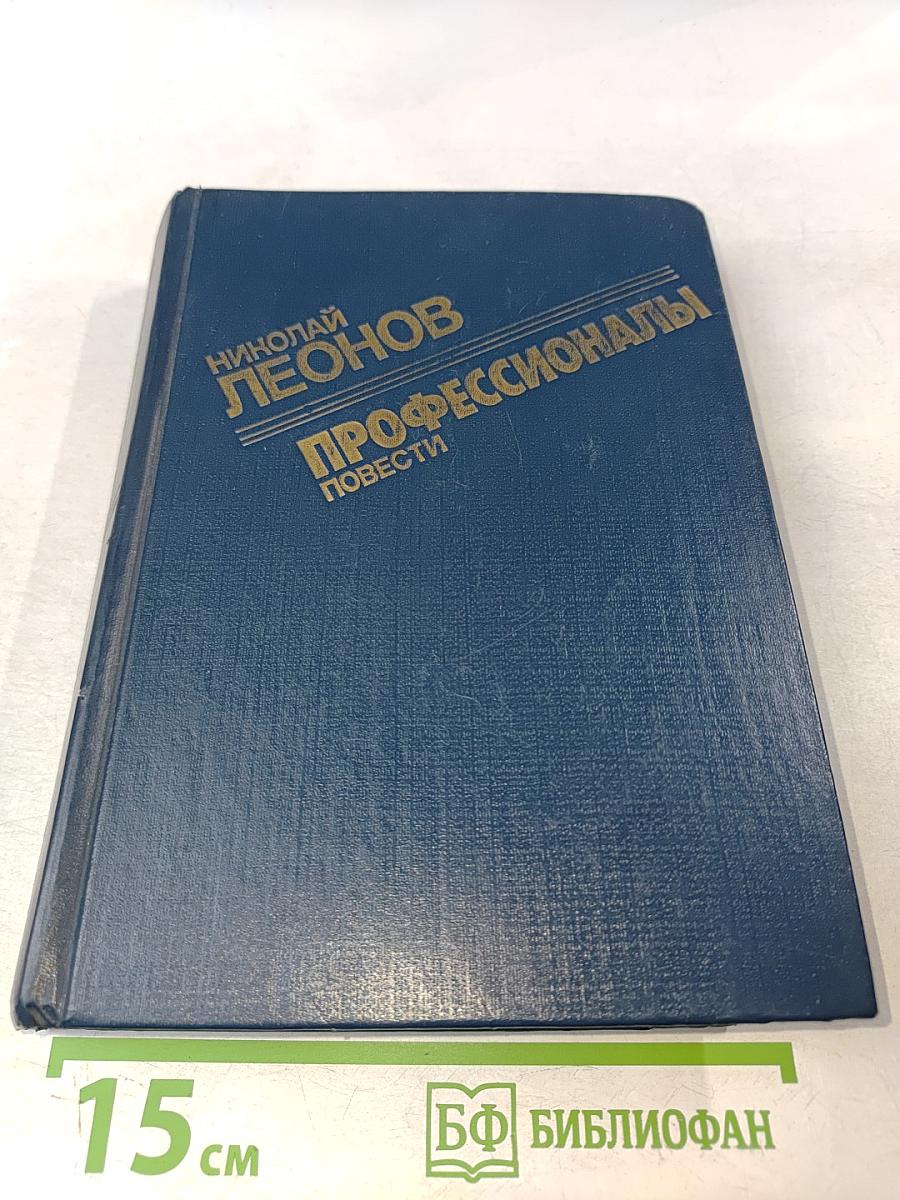 НИКОЛАЙ
ЛЕОНОВ
ПРОФЕССИОНАЛЫ
ПОВЕСТИ
15 см
БФ БИБЛИОФАН